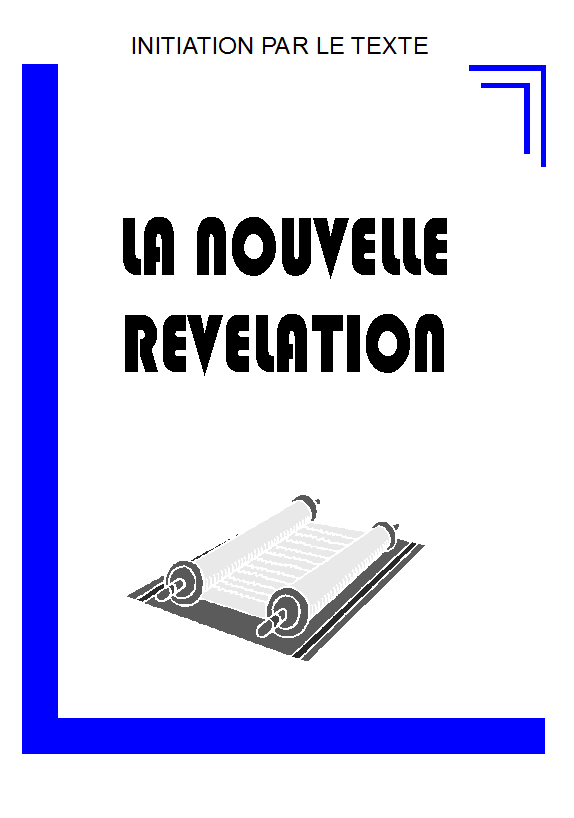 INITIATION PAR LE TEXTE
LA NOUVELLE
REVELATION